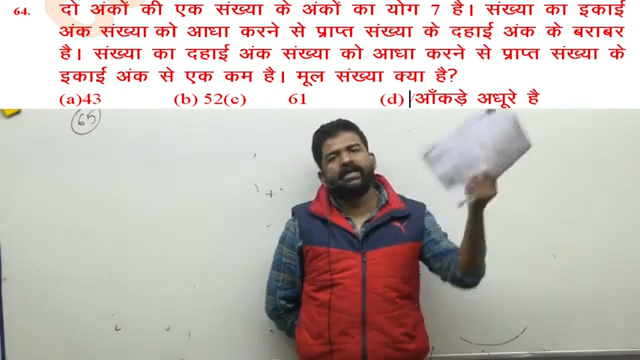 64. दो अंकों की एक संख्या के अंकों का योग 7 है। संख्या का इकाई
अंक संख्या को आधा करने से प्राप्त संख्या के दहाई अंक के बराबर
है। संख्या का दहाई अंक संख्या को आधा करने से प्राप्त संख्या के
इकाई अंक से एक कम है। मूल संख्या क्या है?
(a)43 (b) 52(c) 61 (d) आँकड़े अधूरे है
65